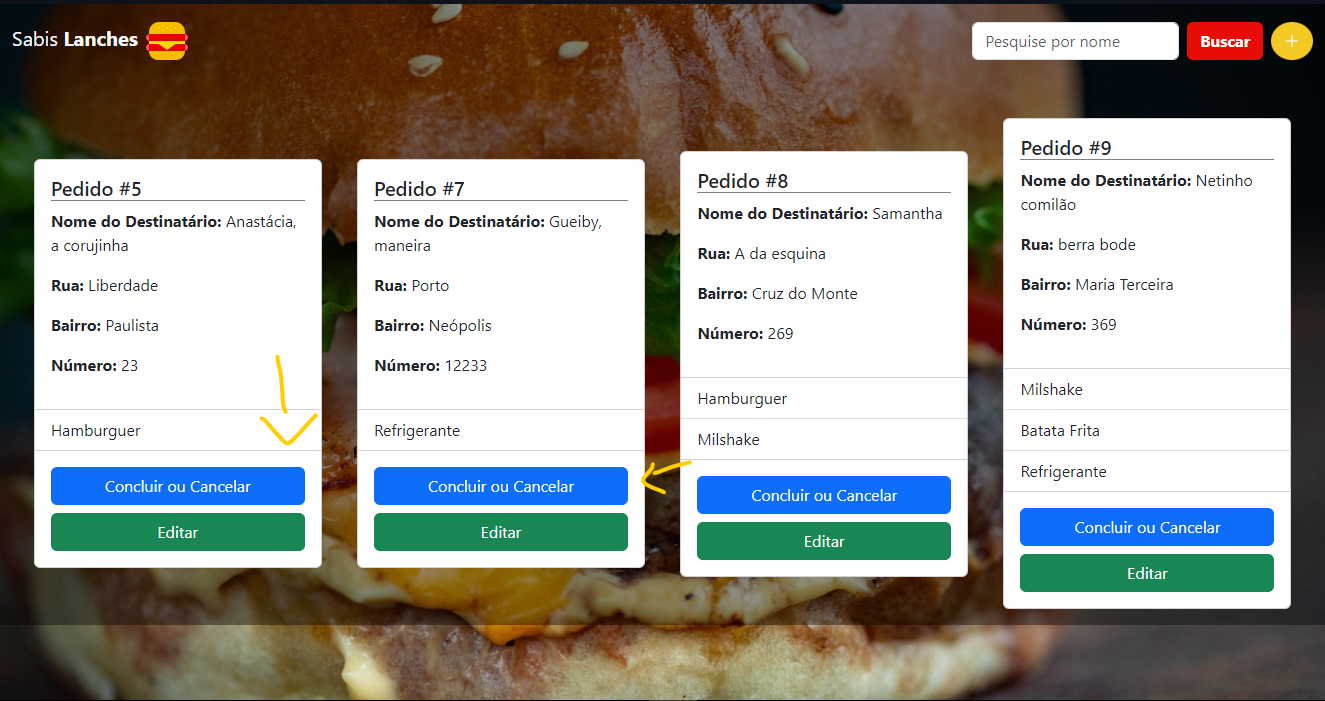 Sabis Lanches
Pesquise por nome
Buscar
+
Pedido #5
Nome do Destinatário: Anastácia,
a corujinha
Rua: Liberdade
Bairro: Paulista
Número: 23
Hamburguer
Concluir ou Cancelar
Editar
Pedido #7
Nome do Destinatário: Gueiby,
maneira
Rua: Porto
Bairro: Neópolis
Número: 12233
Refrigerante
Concluir ou Cancelar
Editar
Pedido #8
Nome do Destinatário: Samantha
Rua: A da esquina
Bairro: Cruz do Monte
Número: 269
Hamburguer
Milshake
Concluir ou Cancelar
Editar
Pedido #9
Nome do Destinatário: Netinho
comilão
Rua: berra bode
Bairro: Maria Terceira
Número: 369
Milshake
Batata Frita
Refrigerante
Concluir ou Cancelar
Editar